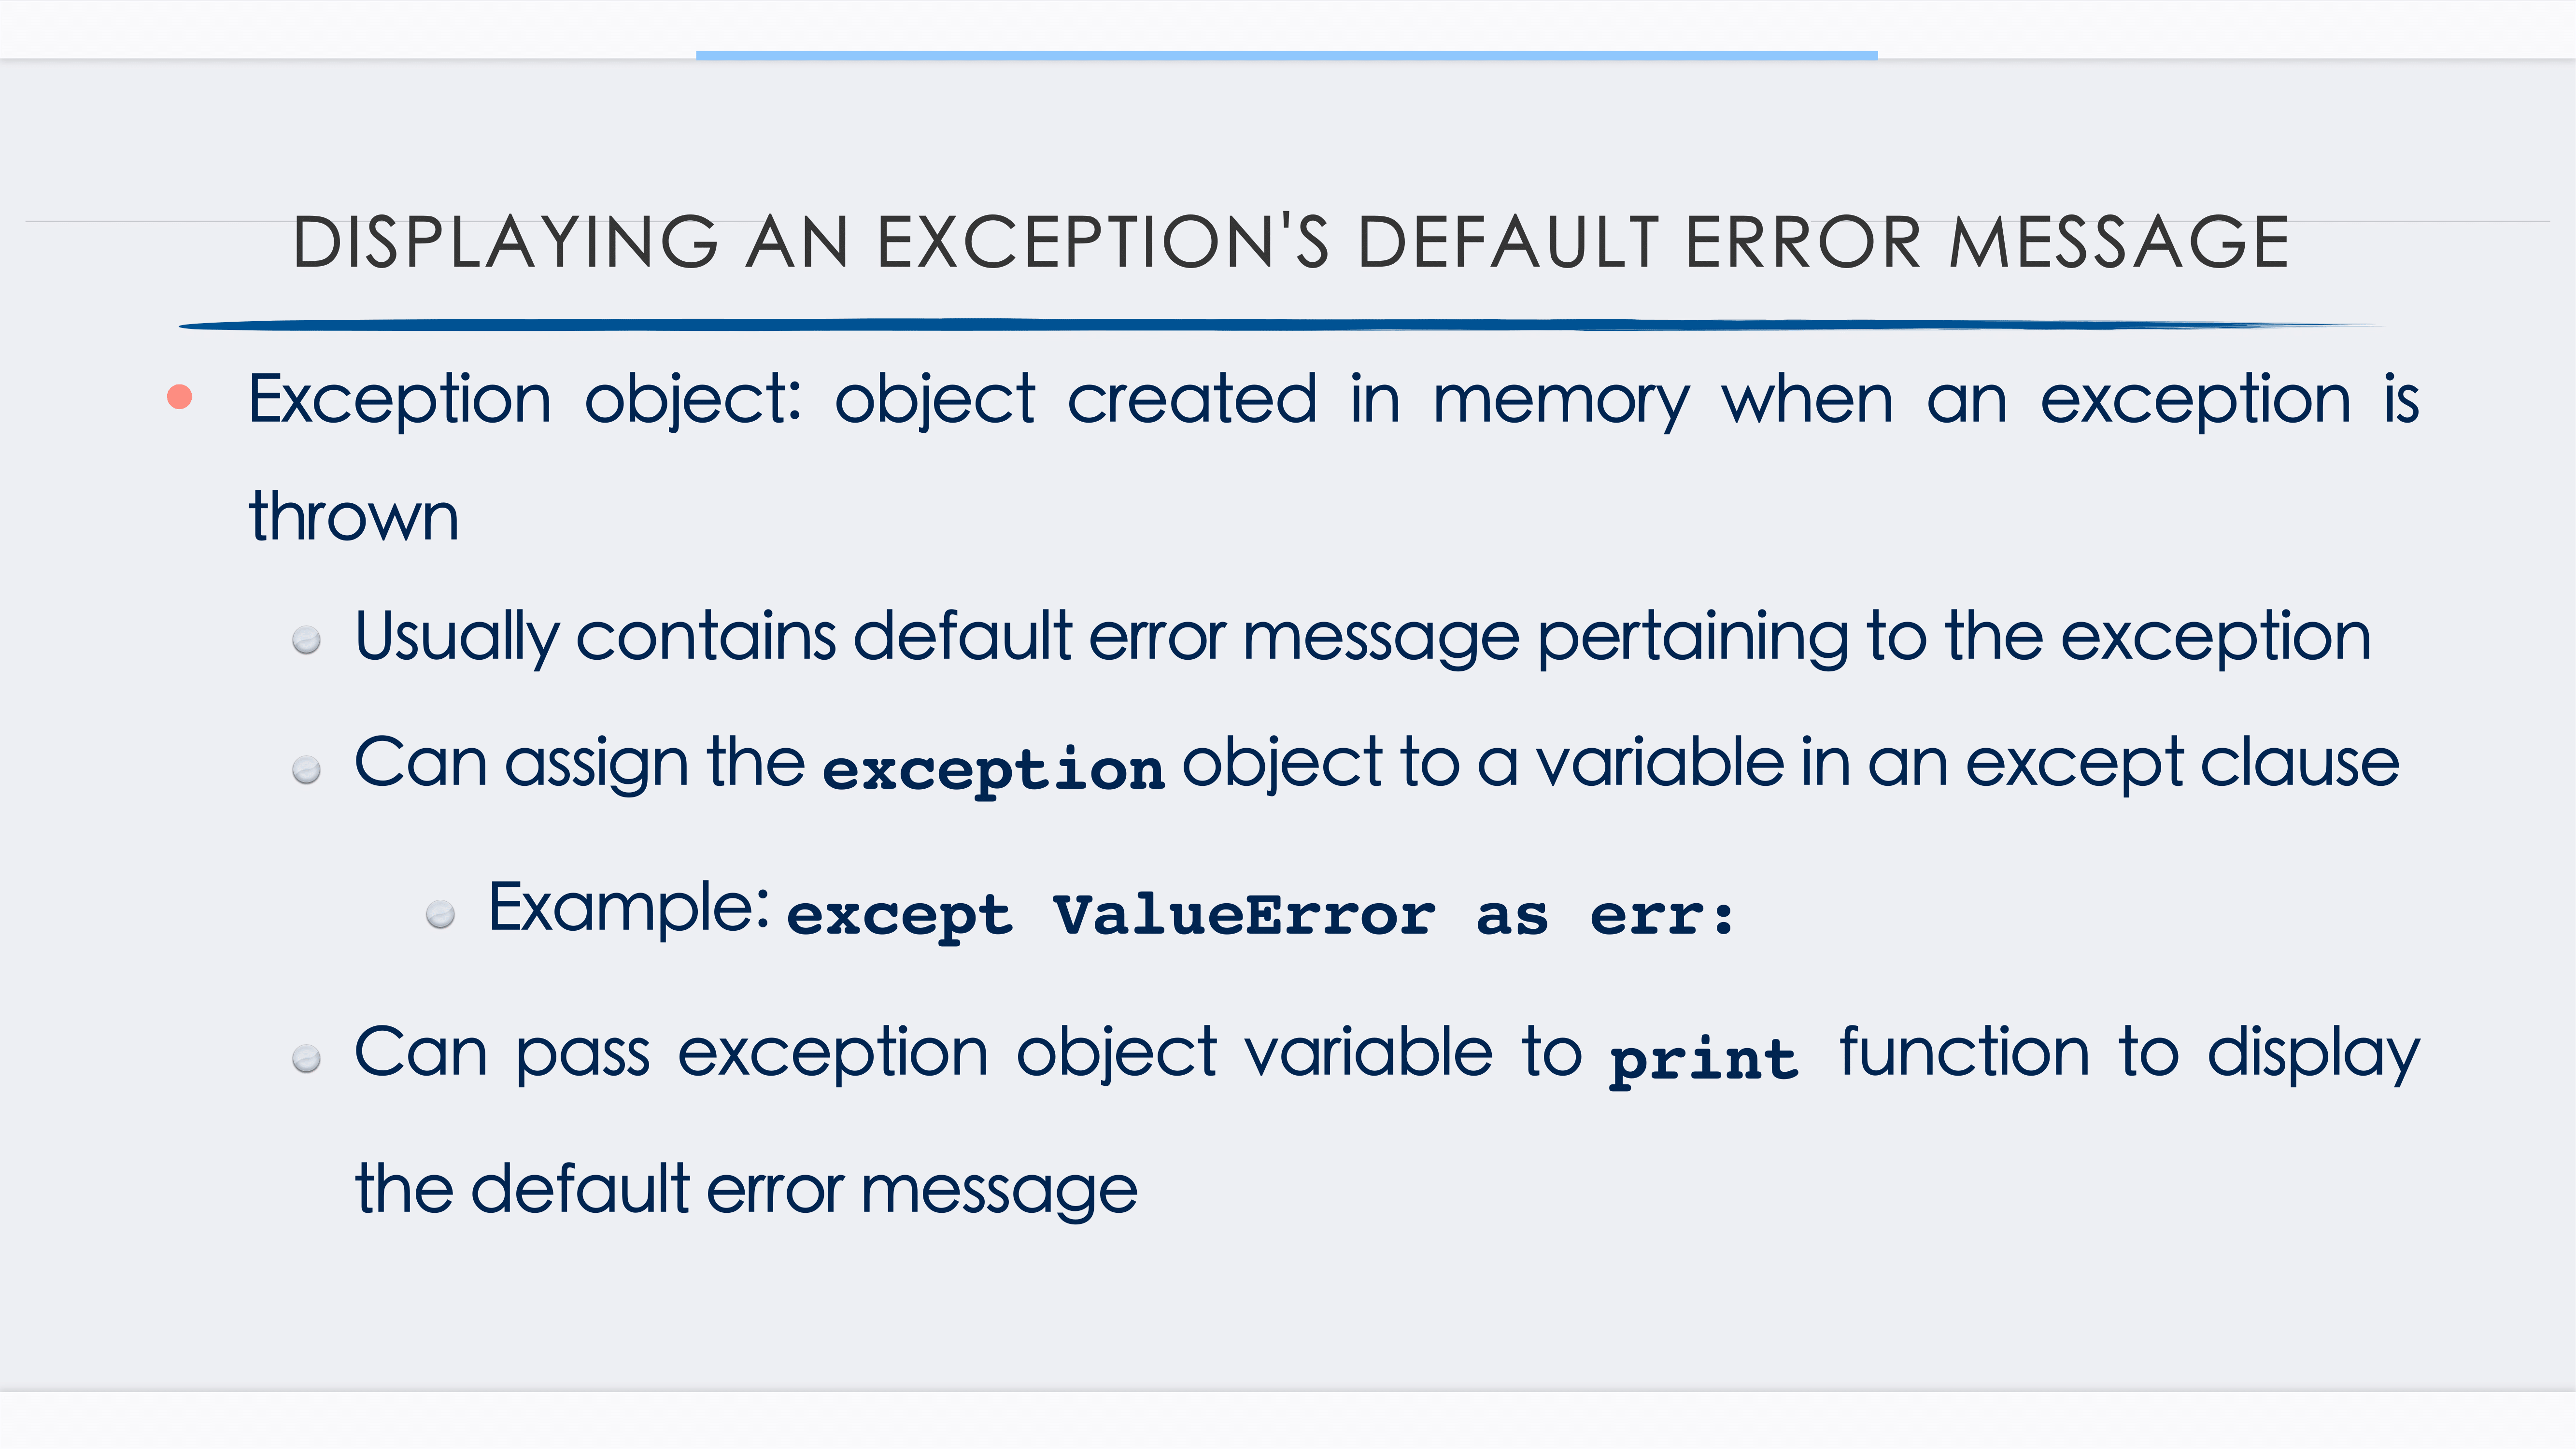 DISPLAYING AN EXCEPTION'S DEFAULT ERROR MESSAGE
Exception object: object created in memory when an exception is
thrown
Usually contains default error message pertaining to the exception
Can assign the exception object to a variable in an except clause
Example: except ValueError as err:
Can pass exception object variable to print function to display
the default error message